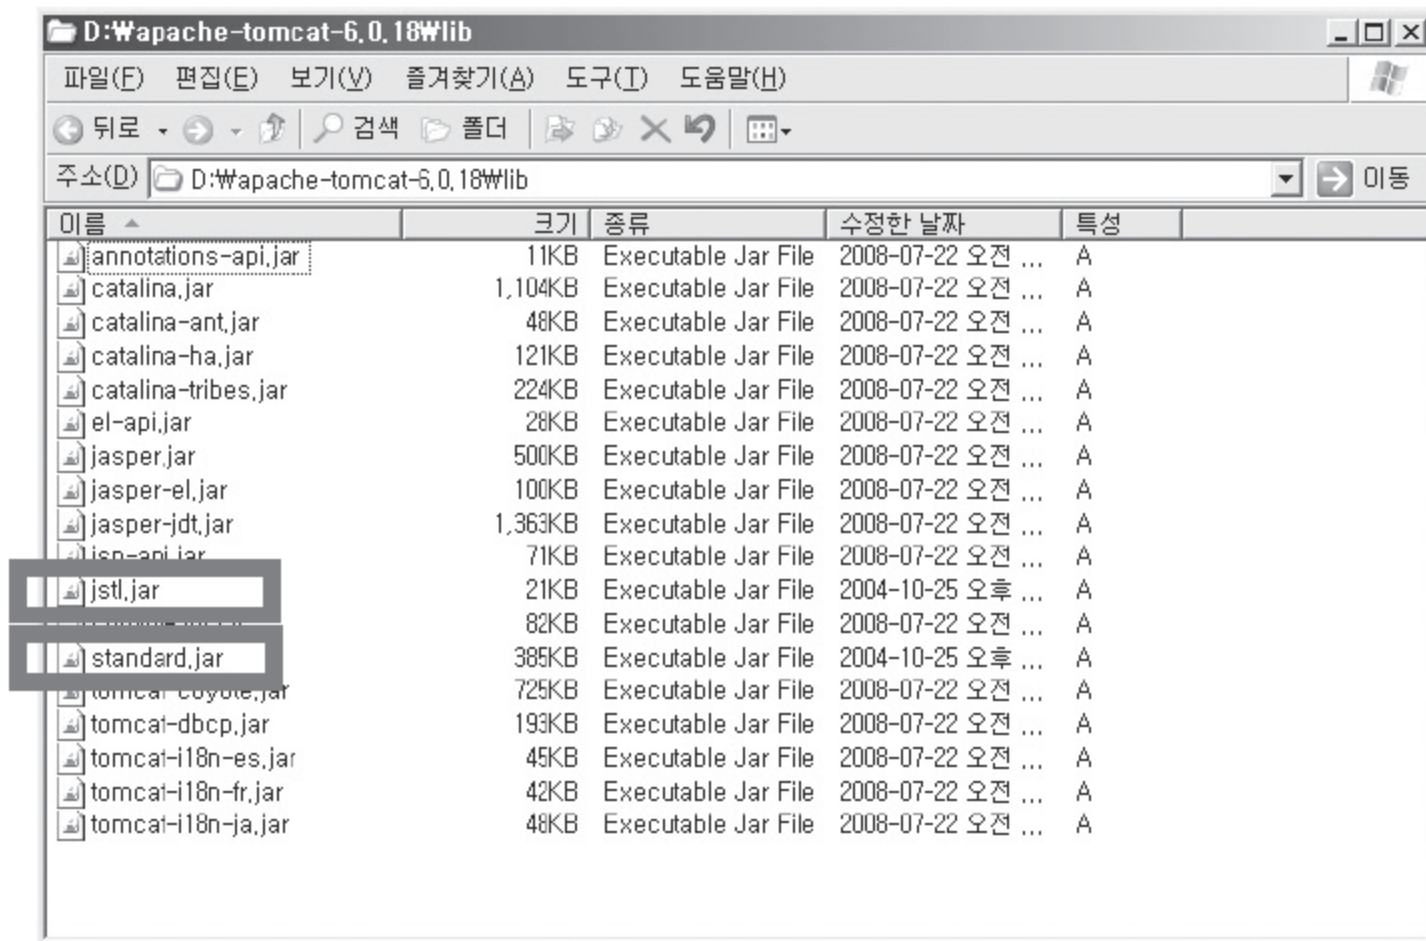 D:₩apache-tomcat-6.0.18₩lib
파일(F) 편집(E) 보기(V) 즐겨찾기(A) 도구(T) 도움말(H)
뒤로 검색 폴더
주소(D) D:₩apache-tomcat-6.0.18₩lib 이동
이름 크기 종류 수정한 날짜 특성
annotations-api.jar 11KB Executable Jar File 2008-07-22 오전 ... A
catalina.jar 1,104KB Executable Jar File 2008-07-22 오전 ... A
catalina-ant.jar 48KB Executable Jar File 2008-07-22 오전 ... A
catalina-ha.jar 121KB Executable Jar File 2008-07-22 오전 ... A
catalina-tribes.jar 224KB Executable Jar File 2008-07-22 오전 ... A
el-api.jar 28KB Executable Jar File 2008-07-22 오전 ... A
jasper.jar 500KB Executable Jar File 2008-07-22 오전 ... A
jasper-el.jar 100KB Executable Jar File 2008-07-22 오전 ... A
jasper-jdt.jar 1,363KB Executable Jar File 2008-07-22 오전 ... A
jsp-api.jar 71KB Executable Jar File 2008-07-22 오전 ... A
jstl.jar 21KB Executable Jar File 2004-10-25 오후 ... A
82KB Executable Jar File 2008-07-22 오전 ... A
standard.jar 385KB Executable Jar File 2004-10-25 오후 ... A
tomcat-coyote.jar 725KB Executable Jar File 2008-07-22 오전 ... A
tomcat-dbcp.jar 193KB Executable Jar File 2008-07-22 오전 ... A
tomcat-i18n-es.jar 45KB Executable Jar File 2008-07-22 오전 ... A
tomcat-i18n-fr.jar 42KB Executable Jar File 2008-07-22 오전 ... A
tomcat-i18n-ja.jar 48KB Executable Jar File 2008-07-22 오전 ... A